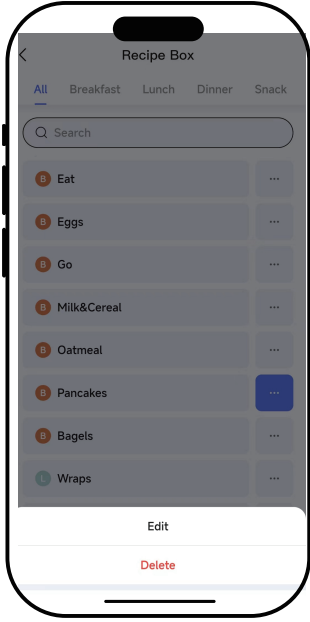 Recipe Box
All Breakfast Lunch Dinner Snack
Search
B Eat ...
B Eggs ...
B Go ...
B Milk&Cereal ...
B Oatmeal ...
B Pancakes ...
B Bagels ...
L Wraps ...
Edit
Delete